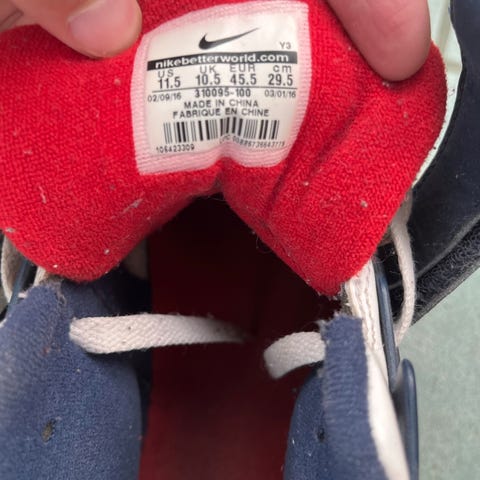 Y3
nikebetterworld.com
US UK EUR cm
11.5 10.5 45.5 29.5
02/09/16 310095-100 03/01/16
MADE IN CHINA
FABRIQUE EN CHINE